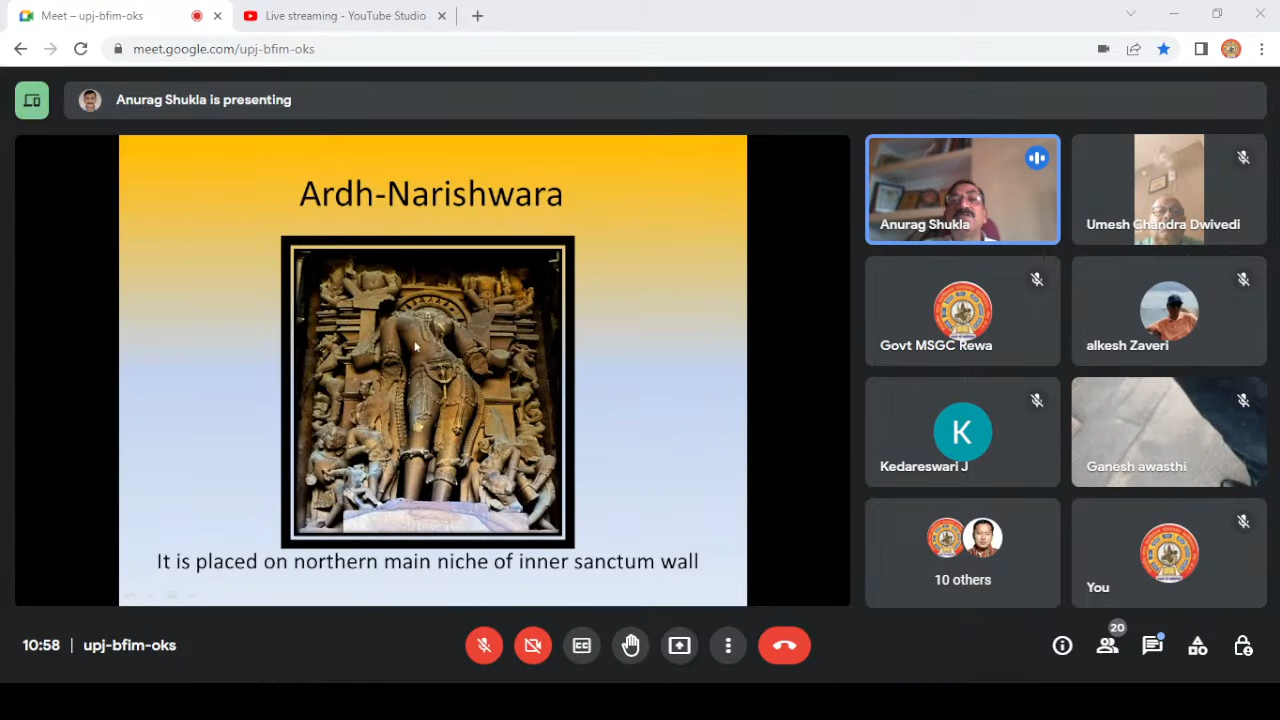 Meet – upj-bfim-oks
Live streaming - YouTube Studio
meet.google.com/upj-bfim-oks
Anurag Shukla is presenting
Ardh-Narishwara
It is placed on northern main niche of inner sanctum wall
Anurag Shukla
Umesh Chandra Dwivedi
Govt MSGC Rewa
alkesh Zaveri
K
Kedareswari J
Ganesh awasthi
10 others
You
10:58 | upj-bfim-oks
CC
20